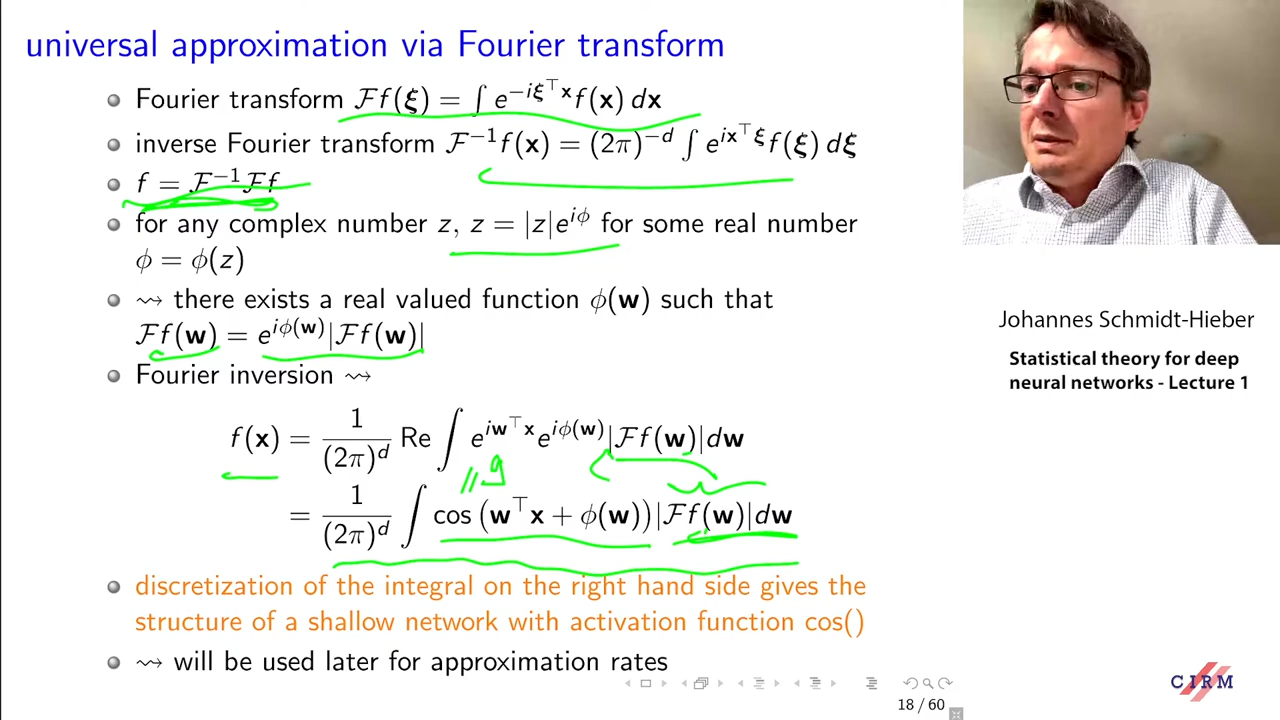 universal approximation via Fourier transform
Fourier transform ℱf(ξ) = ∫ e^{−iξ^⊤x} f(x) dx
inverse Fourier transform ℱ^{−1}f(x) = (2π)^{−d} ∫ e^{ix^⊤ξ} f(ξ) dξ
f = ℱ^{−1}ℱf
for any complex number z, z = |z|e^{iϕ} for some real number
ϕ = ϕ(z)
⇝ there exists a real valued function ϕ(w) such that
ℱf(w) = e^{iϕ(w)}|ℱf(w)|
Fourier inversion ⇝
f(x) = 1/(2π)^d Re ∫ e^{iw^⊤x} e^{iϕ(w)} |ℱf(w)|dw
= 1/(2π)^d ∫ cos (w^⊤x + ϕ(w))|ℱf(w)|dw
discretization of the integral on the right hand side gives the
structure of a shallow network with activation function cos()
⇝ will be used later for approximation rates
18 / 60
Johannes Schmidt-Hieber
Statistical theory for deep
neural networks - Lecture 1
CIRM